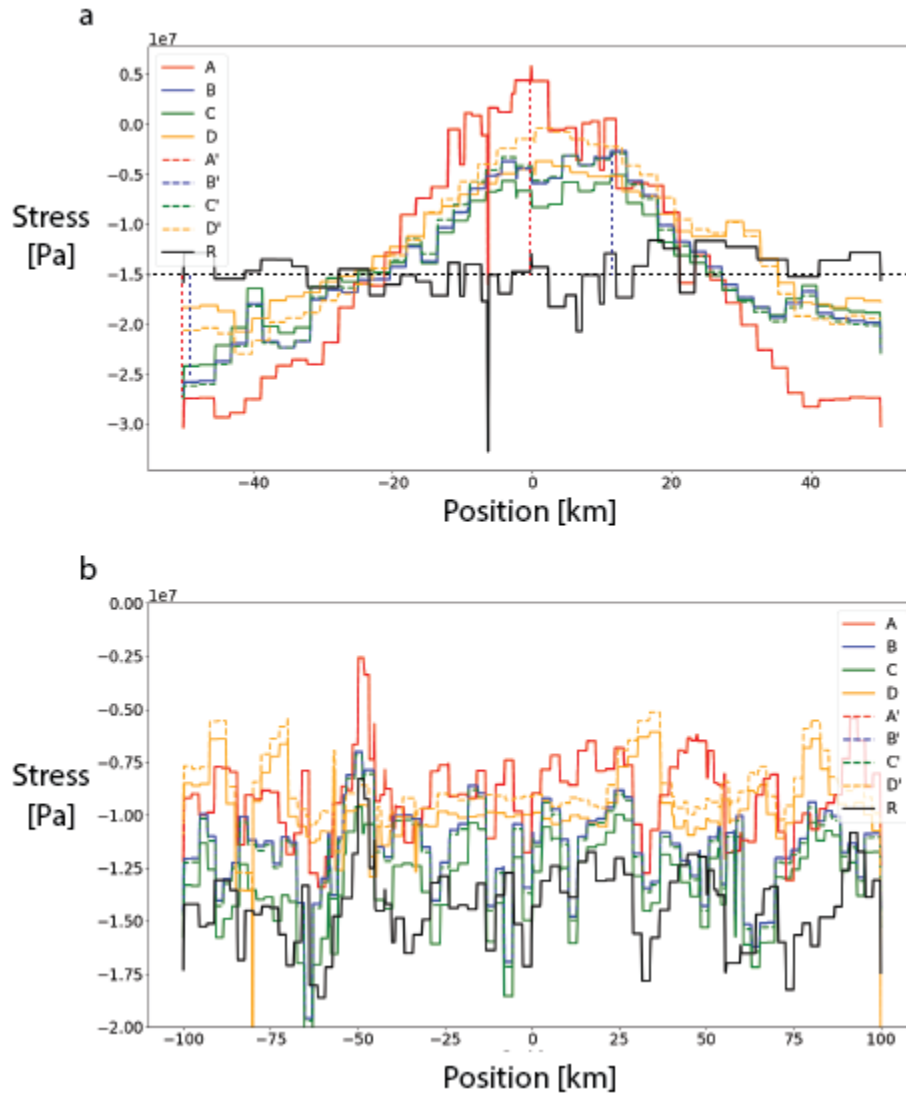 a
1e7
0.5
0.0
−0.5
−1.0
−1.5
−2.0
−2.5
−3.0
A
B
C
D
A'
B'
C'
D'
R
Stress
[Pa]
−40
−20
0
20
40
Position [km]
b
1e7
0.00
−0.25
−0.50
−0.75
−1.00
−1.25
−1.50
−1.75
−2.00
A
B
C
D
A'
B'
C'
D'
R
Stress
[Pa]
−100
−75
−50
−25
0
25
50
75
100
Position [km]